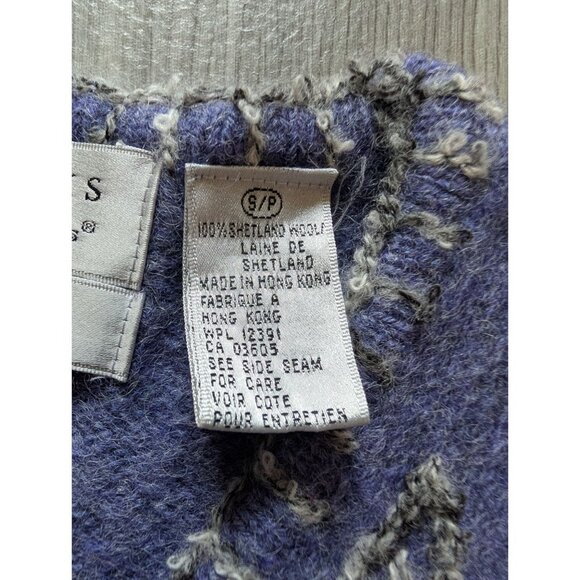 K S
s®
S/P
100% SHETLAND WOOL/
LAINE DE
SHETLAND
MADE IN HONG KONG
FABRIQUE A
HONG KONG
WPL 12391
CA 03605
SEE SIDE SEAM
FOR CARE
VOIR COTE
POUR ENTRETIEN